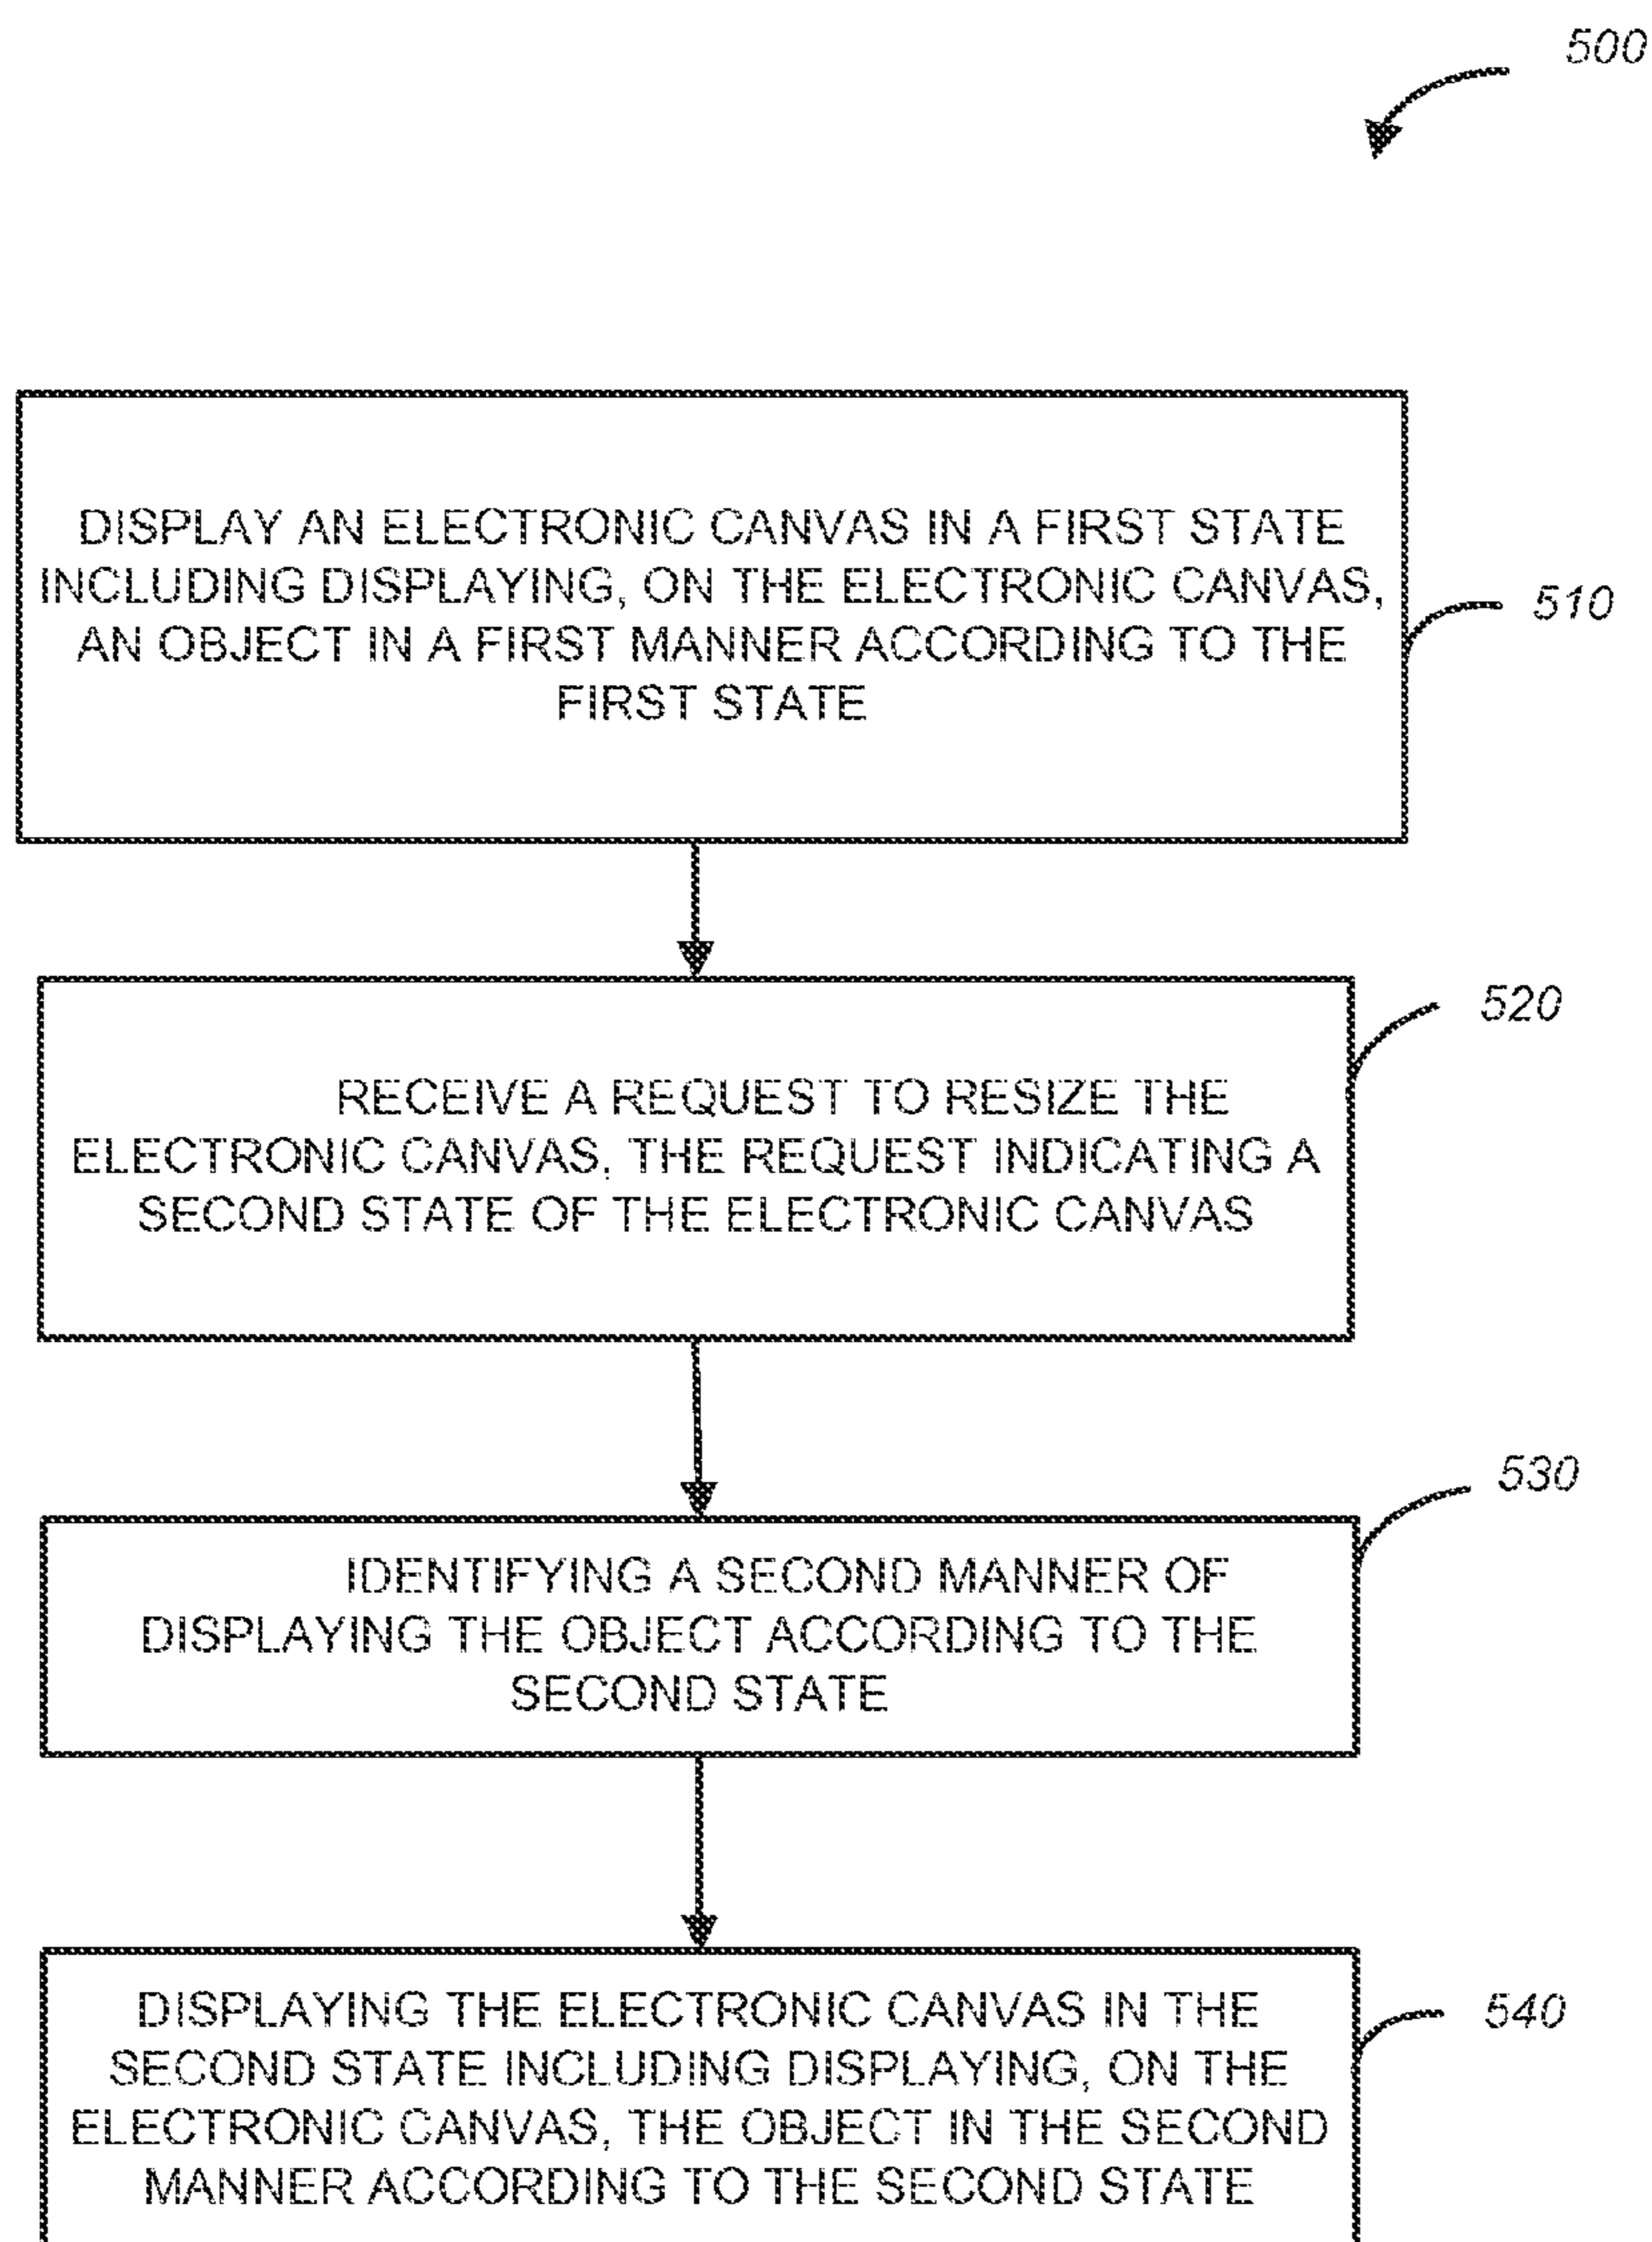 500
DISPLAY AN ELECTRONIC CANVAS IN A FIRST STATE
INCLUDING DISPLAYING, ON THE ELECTRONIC CANVAS,
AN OBJECT IN A FIRST MANNER ACCORDING TO THE
FIRST STATE
510
RECEIVE A REQUEST TO RESIZE THE
ELECTRONIC CANVAS, THE REQUEST INDICATING A
SECOND STATE OF THE ELECTRONIC CANVAS
520
IDENTIFYING A SECOND MANNER OF
DISPLAYING THE OBJECT ACCORDING TO THE
SECOND STATE
530
DISPLAYING THE ELECTRONIC CANVAS IN THE
SECOND STATE INCLUDING DISPLAYING, ON THE
ELECTRONIC CANVAS, THE OBJECT IN THE SECOND
MANNER ACCORDING TO THE SECOND STATE
540